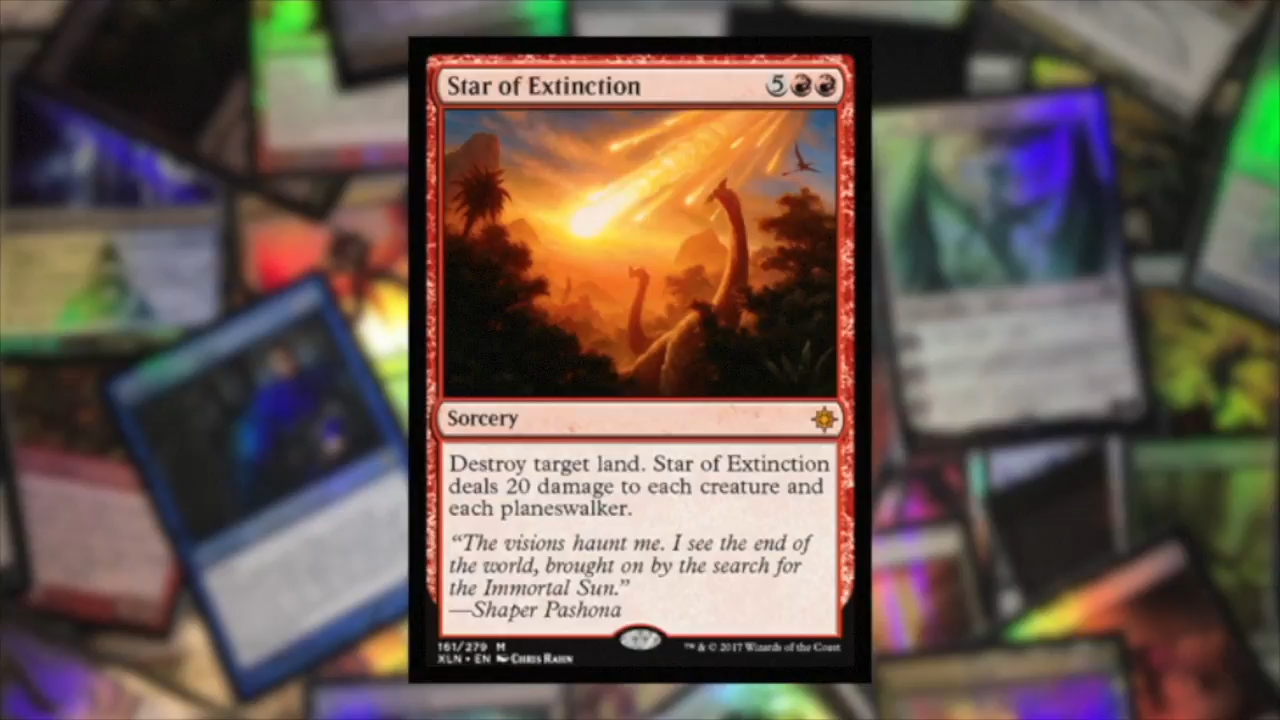 Star of Extinction 5
Sorcery
Destroy target land. Star of Extinction
deals 20 damage to each creature and
each planeswalker.
“The visions haunt me. I see the end of
the world, brought on by the search for
the Immortal Sun.”
—Shaper Pashona
161/279 M
XLN • EN Chris Rahn
™ & © 2017 Wizards of the Coast